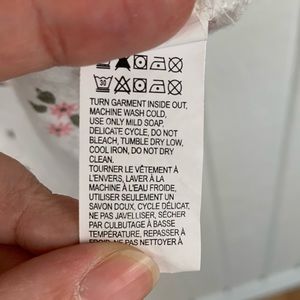 30
TURN GARMENT INSIDE OUT,
MACHINE WASH COLD,
USE ONLY MILD SOAP,
DELICATE CYCLE, DO NOT
BLEACH, TUMBLE DRY LOW,
COOL IRON, DO NOT DRY
CLEAN.
TOURNER LE VÊTEMENT À
L'ENVERS, LAVER À LA
MACHINE À L'EAU FROIDE,
UTILISER SEULEMENT UN
SAVON DOUX, CYCLE DÉLICAT,
NE PAS JAVELLISER, SÉCHER
PAR CULBUTAGE À BASSE
TEMPÉRATURE, REPASSER À
FROID, NE PAS NETTOYER À